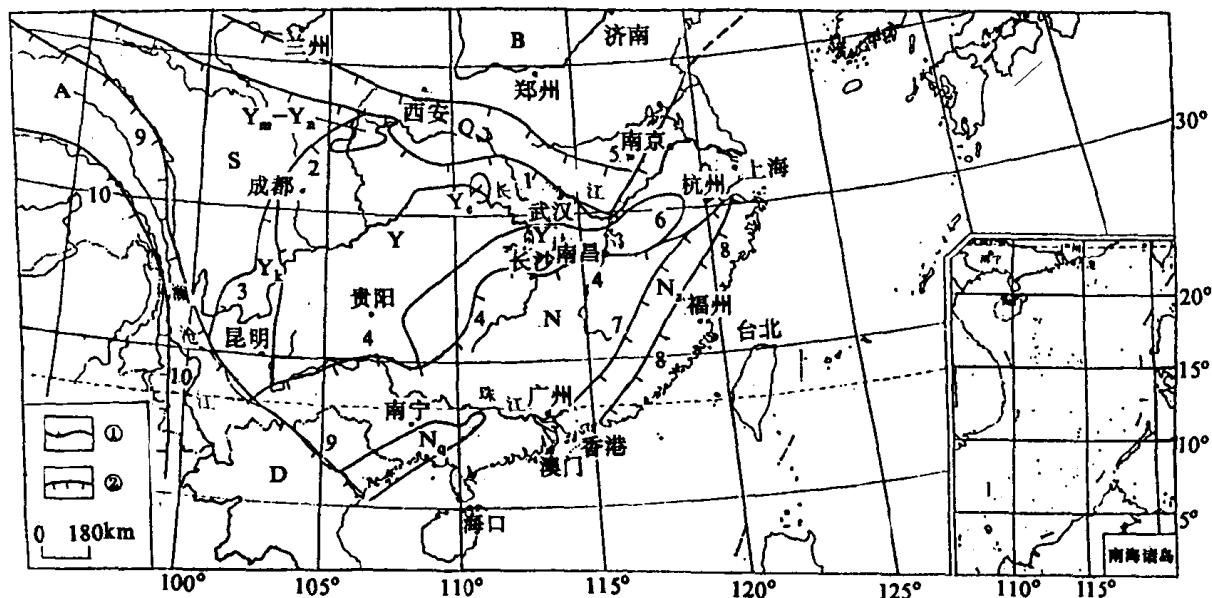 兰州
B
济南
郑州
A
9
Ym-Yn
西安
Q
S
2
南京
5
30°
成都
1
上海
10
长
江
杭州
武汉
Y
Y
6
长沙
南昌
8
3
贵阳
4
4
N
4
7
福州
8
昆明
台北
20°
澜
沧
江
10
15°
珠
江
广州
南宁
9
Nq
香港
澳门
10°
D
①
②
海口
5°
0 180km
南海诸岛
100° 105° 110° 115° 120° 125° 110° 115°